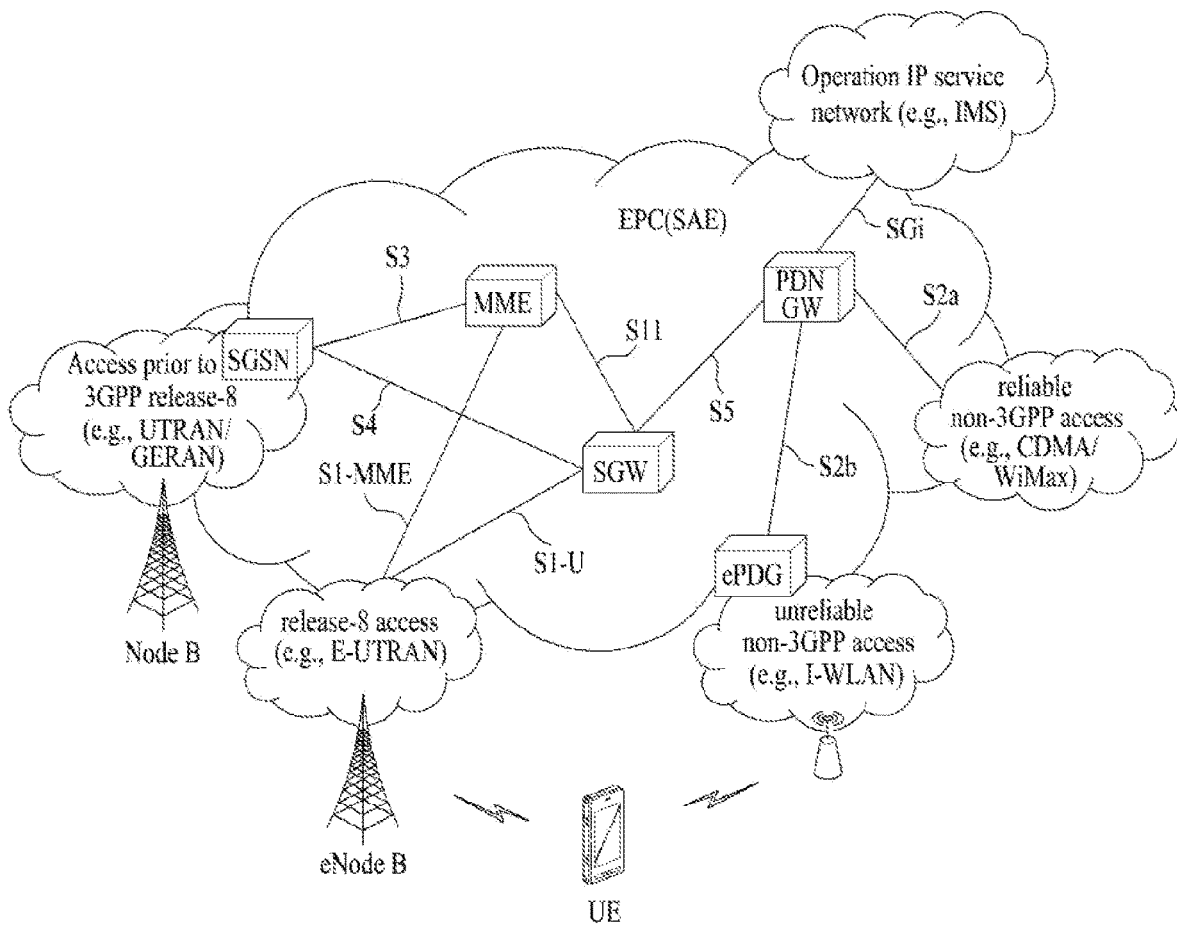 Operation IP service
network (e.g., IMS)
EPC(SAE)
SGi
S3
MME
PDN
GW
S2a
SGSN
S11
Access prior to
3GPP release-8
(e.g., UTRAN/
GERAN)
S4
S5
reliable
non-3GPP access
(e.g., CDMA/
WiMax)
S1-MME
SGW
S2b
S1-U
ePDG
Node B
release-8 access
(e.g., E-UTRAN)
unreliable
non-3GPP access
(e.g., I-WLAN)
eNode B
UE